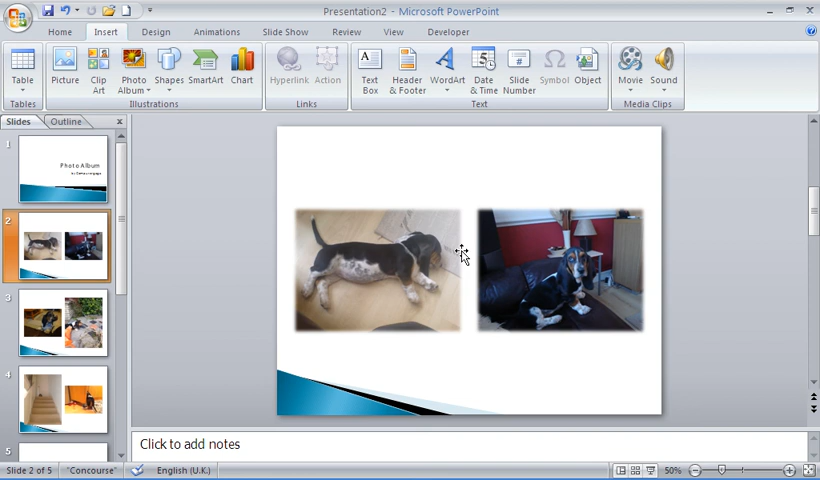 Presentation2 - Microsoft PowerPoint
Home Insert Design Animations Slide Show Review View Developer
Table
Picture
Clip Art
Photo Album
Shapes
SmartArt
Chart
Hyperlink
Action
Text Box
Header & Footer
WordArt
Date & Time
Slide Number
Symbol
Object
Movie
Sound
Tables Illustrations Links Text Media Clips
Slides Outline x
1
Photo Album
2
3
4
5
Click to add notes
Slide 2 of 5 "Concourse" English (U.K.) 50%